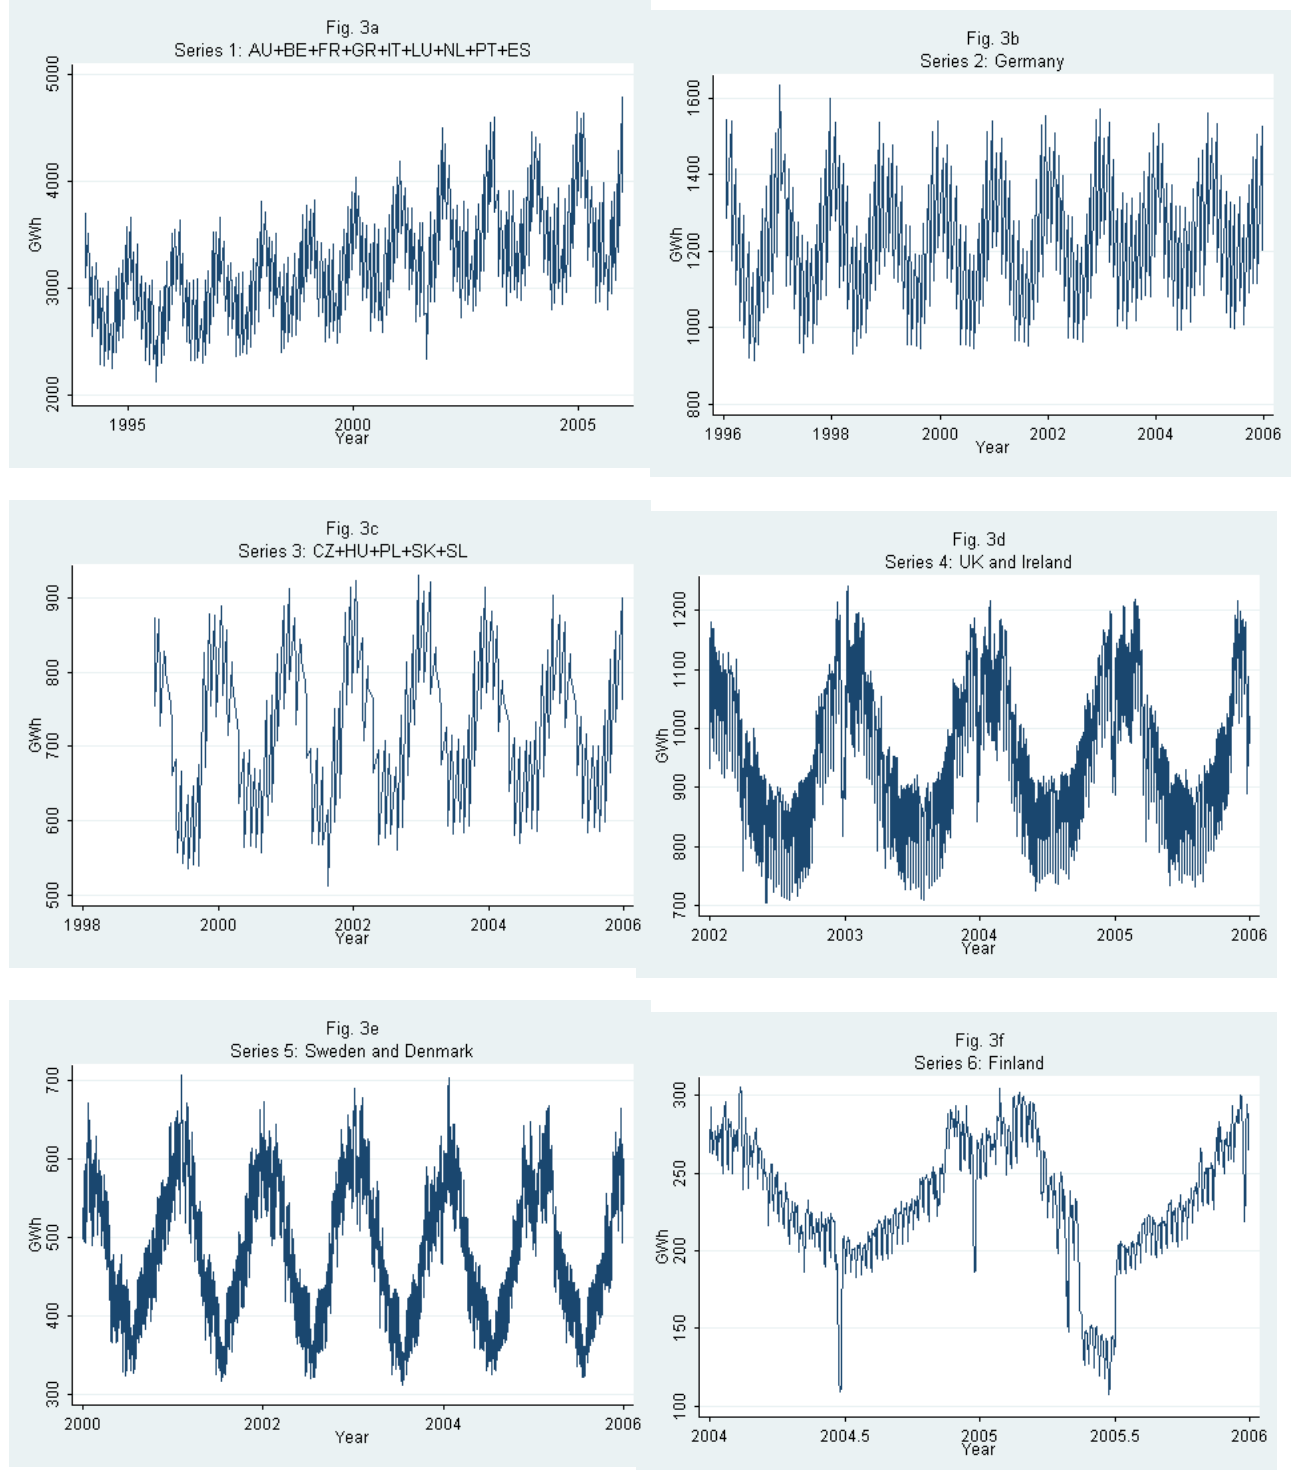 Fig. 3a
Series 1: AU+BE+FR+GR+IT+LU+NL+PT+ES
GWh
5000
4000
3000
2000
1995 2000 2005
Year
Fig. 3b
Series 2: Germany
GWh
1600
1400
1200
1000
800
1996 1998 2000 2002 2004 2006
Year
Fig. 3c
Series 3: CZ+HU+PL+SK+SL
GWh
900
800
700
600
500
1998 2000 2002 2004 2006
Year
Fig. 3d
Series 4: UK and Ireland
GWh
1200
1100
1000
900
800
700
2002 2003 2004 2005 2006
Year
Fig. 3e
Series 5: Sweden and Denmark
GWh
700
600
500
400
300
2000 2002 2004 2006
Year
Fig. 3f
Series 6: Finland
GWh
300
250
200
150
100
2004 2004.5 2005 2005.5 2006
Year